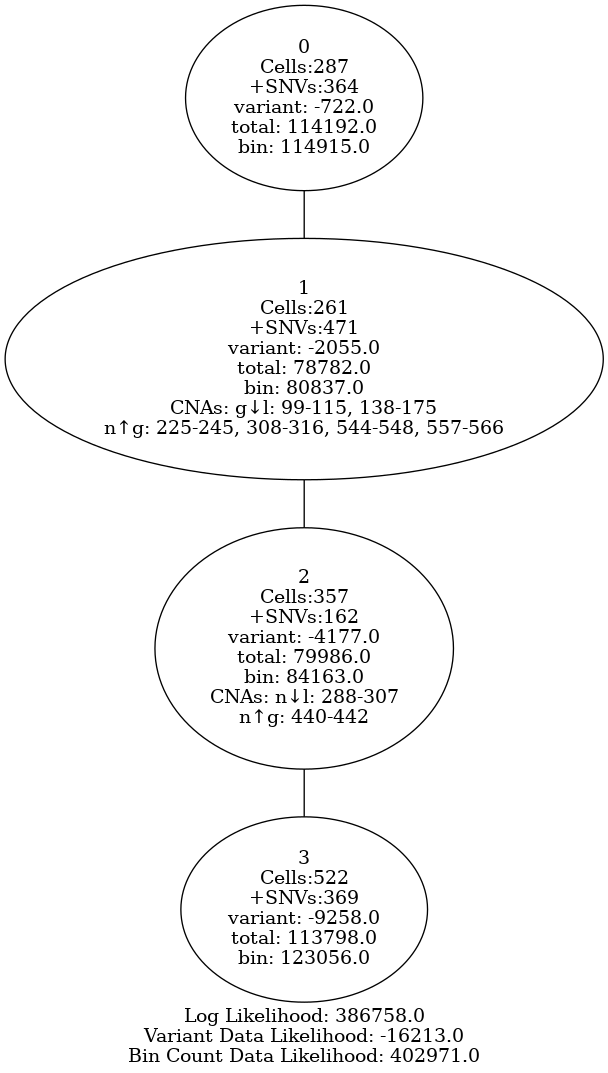 0
Cells:287
+SNVs:364
variant: -722.0
total: 114192.0
bin: 114915.0
1
Cells:261
+SNVs:471
variant: -2055.0
total: 78782.0
bin: 80837.0
CNAs: g↓l: 99-115, 138-175
n↑g: 225-245, 308-316, 544-548, 557-566
2
Cells:357
+SNVs:162
variant: -4177.0
total: 79986.0
bin: 84163.0
CNAs: n↓l: 288-307
n↑g: 440-442
3
Cells:522
+SNVs:369
variant: -9258.0
total: 113798.0
bin: 123056.0
Log Likelihood: 386758.0
Variant Data Likelihood: -16213.0
Bin Count Data Likelihood: 402971.0